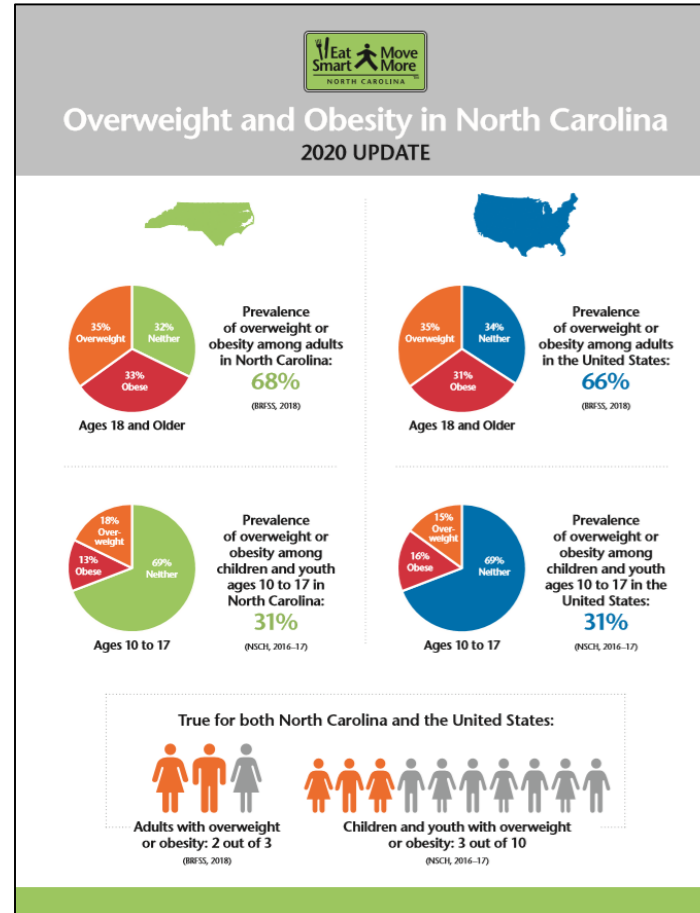 Eat Move
Smart More
NORTH CAROLINA
Overweight and Obesity in North Carolina
2020 UPDATE
35%
Overweight
32%
Neither
33%
Obese
Ages 18 and Older
Prevalence
of overweight or
obesity among adults
in North Carolina:
68%
(BRFSS, 2018)
35%
Overweight
34%
Neither
31%
Obese
Ages 18 and Older
Prevalence
of overweight or
obesity among adults
in the United States:
66%
(BRFSS, 2018)
18%
Over-
weight
13%
Obese
69%
Neither
Ages 10 to 17
Prevalence
of overweight or
obesity among
children and youth
ages 10 to 17 in
North Carolina:
31%
(NSCH, 2016–17)
15%
Over-
weight
16%
Obese
69%
Neither
Ages 10 to 17
Prevalence
of overweight or
obesity among
children and youth
ages 10 to 17 in the
United States:
31%
(NSCH, 2016–17)
True for both North Carolina and the United States:
Adults with overweight
or obesity: 2 out of 3
(BRFSS, 2018)
Children and youth with overweight
or obesity: 3 out of 10
(NSCH, 2016–17)